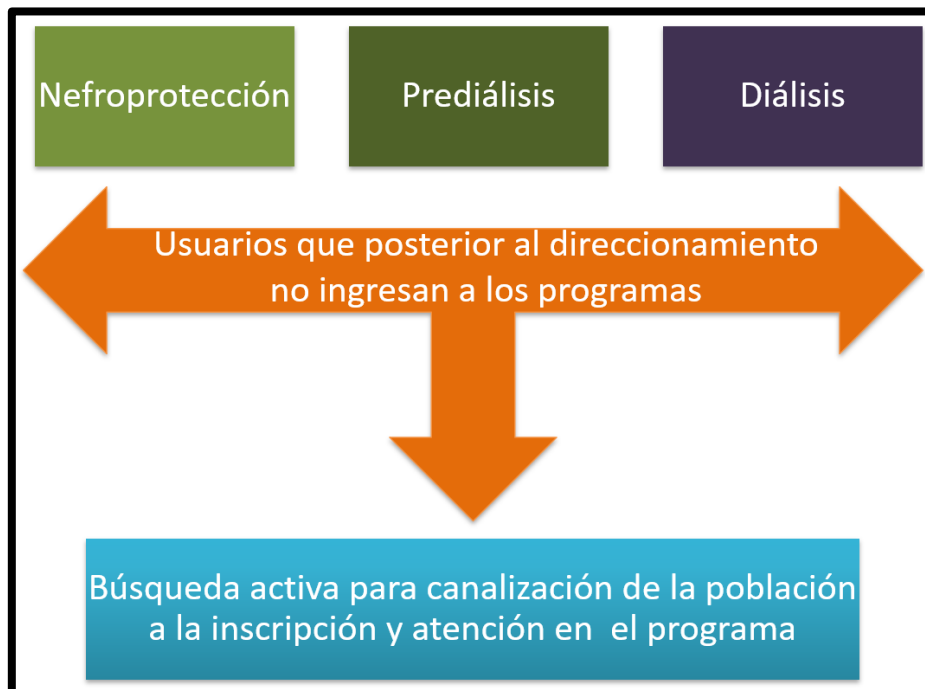 Nefroprotección
Prediálisis
Diálisis
Usuarios que posterior al direccionamiento
no ingresan a los programas
Búsqueda activa para canalización de la población
a la inscripción y atención en  el programa